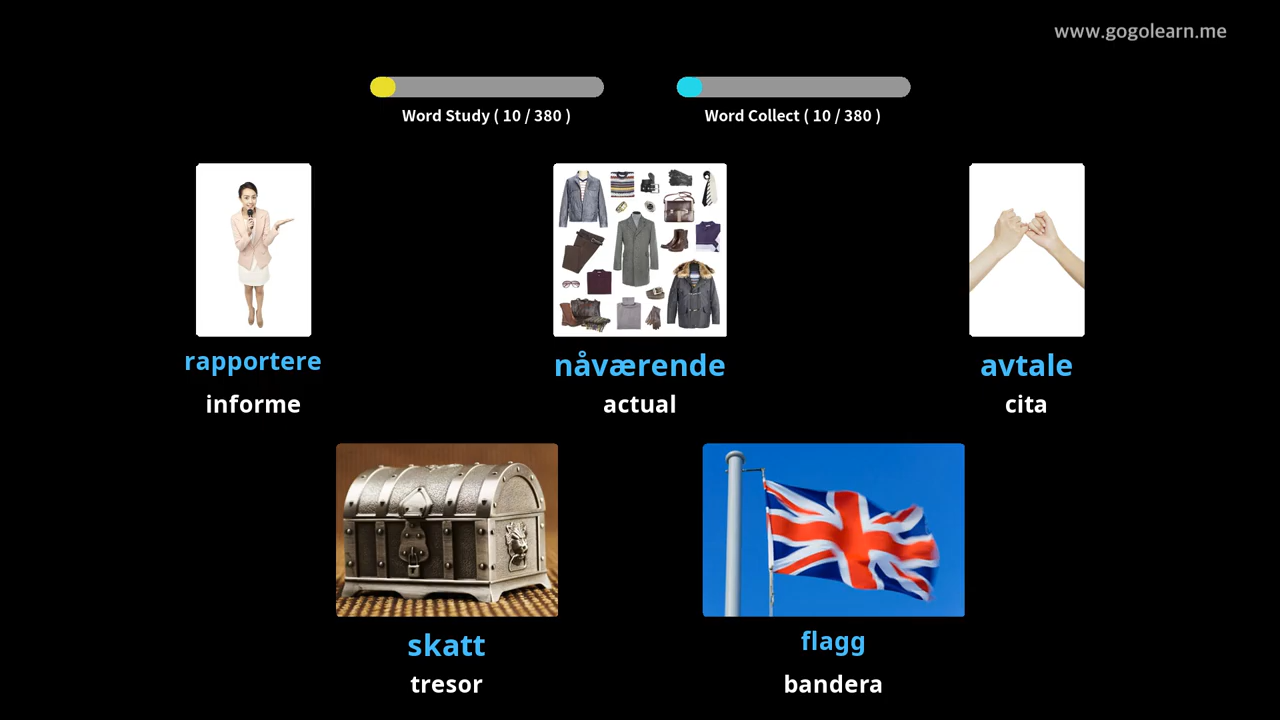 www.gogolearn.me
Word Study ( 10 / 380 )
Word Collect ( 10 / 380 )
rapportere
informe
nåværende
actual
avtale
cita
skatt
tresor
flagg
bandera